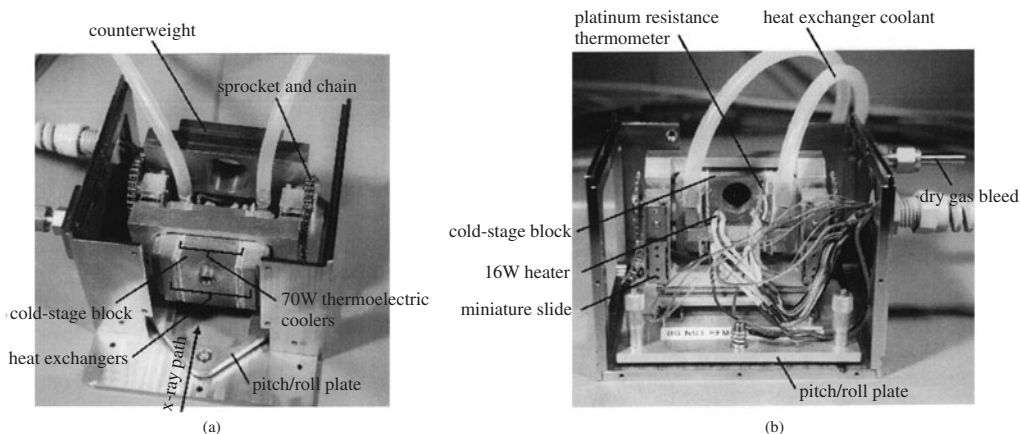 counterweight
sprocket and chain
cold-stage block
70W thermoelectric
coolers
heat exchangers
x-ray path
pitch/roll plate
(a)
platinum resistance
thermometer
heat exchanger coolant
dry gas bleed
cold-stage block
16W heater
miniature slide
pitch/roll plate
(b)